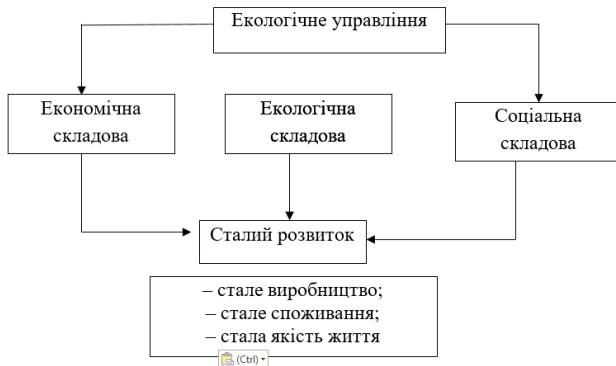 Екологічне управління
Економічна
складова
Екологічна
складова
Соціальна
складова
Сталий розвиток
– стале виробництво;
– стале споживання;
– стала якість життя
(Ctrl)